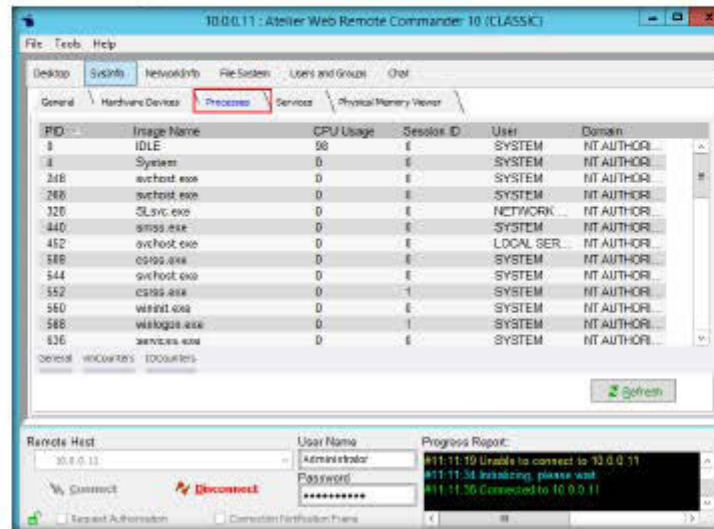 10.0.0.11 : Atelier Web Remote Commander 10 (CLASSIC)
File Tools Help
Desktop SysInfo NetworkInfo File System Users and Groups Chat
General Hardware Devices Processes Services Physical Memory Viewer
PID Image Name CPU Usage Session ID User Domain
0 IDLE 98 0 SYSTEM NT AUTHORI...
4 System 0 0 SYSTEM NT AUTHORI...
248 svchost.exe 0 0 SYSTEM NT AUTHORI...
268 svchost.exe 0 0 SYSTEM NT AUTHORI...
328 SLsvc.exe 0 0 NETWORK ... NT AUTHORI...
440 smss.exe 0 0 SYSTEM NT AUTHORI...
452 svchost.exe 0 0 LOCAL SER... NT AUTHORI...
508 csrss.exe 0 0 SYSTEM NT AUTHORI...
544 svchost.exe 0 0 SYSTEM NT AUTHORI...
552 csrss.exe 0 1 SYSTEM NT AUTHORI...
560 wininit.exe 0 0 SYSTEM NT AUTHORI...
588 winlogon.exe 0 1 SYSTEM NT AUTHORI...
636 services.exe 0 0 SYSTEM NT AUTHORI...
General VmCounters IOCounters
Refresh
Remote Host User Name Progress Report:
10.0.0.11 Administrator #11:11:19 Unable to connect to 10.0.0.11
Password #11:11:34 Initializing, please wait
Connect Disconnect •••••••••• #11:11:36 Connected to 10.0.0.11
Request Authorisation Connection Notification Frame